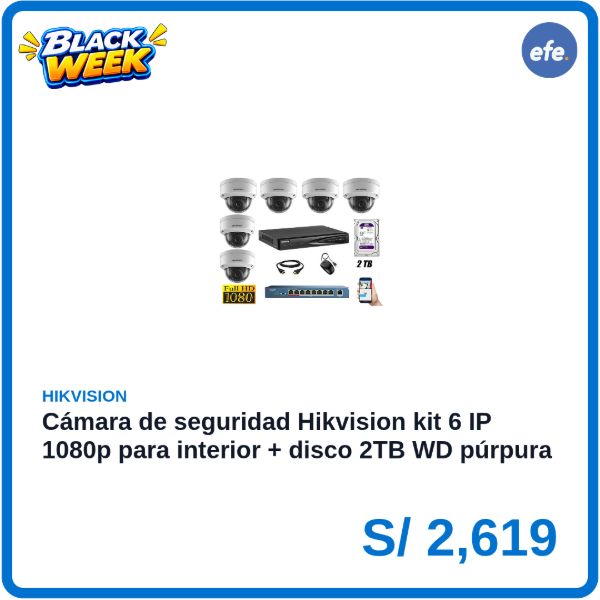 BLACK
WEEK
efe.
2 TB
Full HD
1080
HIKVISION
Cámara de seguridad Hikvision kit 6 IP
1080p para interior + disco 2TB WD púrpura
S/ 2,619